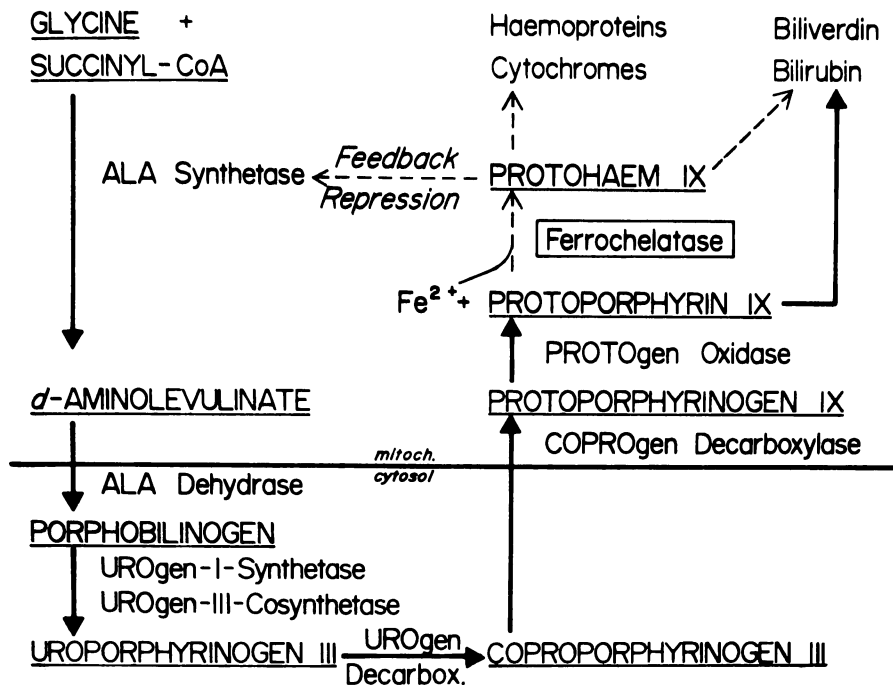 GLYCINE +
SUCCINYL-CoA
Haemoproteins
Cytochromes
Biliverdin
Bilirubin
ALA Synthetase
Feedback
Repression
PROTOHAEM IX
Ferrochelatase
Fe²⁺+ PROTOPORPHYRIN IX
PROTOgen Oxidase
d-AMINOLEVULINATE
PROTOPORPHYRINOGEN IX
COPROgen Decarboxylase
mitoch.
cytosol
ALA Dehydrase
PORPHOBILINOGEN
UROgen-I-Synthetase
UROgen-III-Cosynthetase
UROPORPHYRINOGEN III
UROgen
Decarbox.
COPROPORPHYRINOGEN III